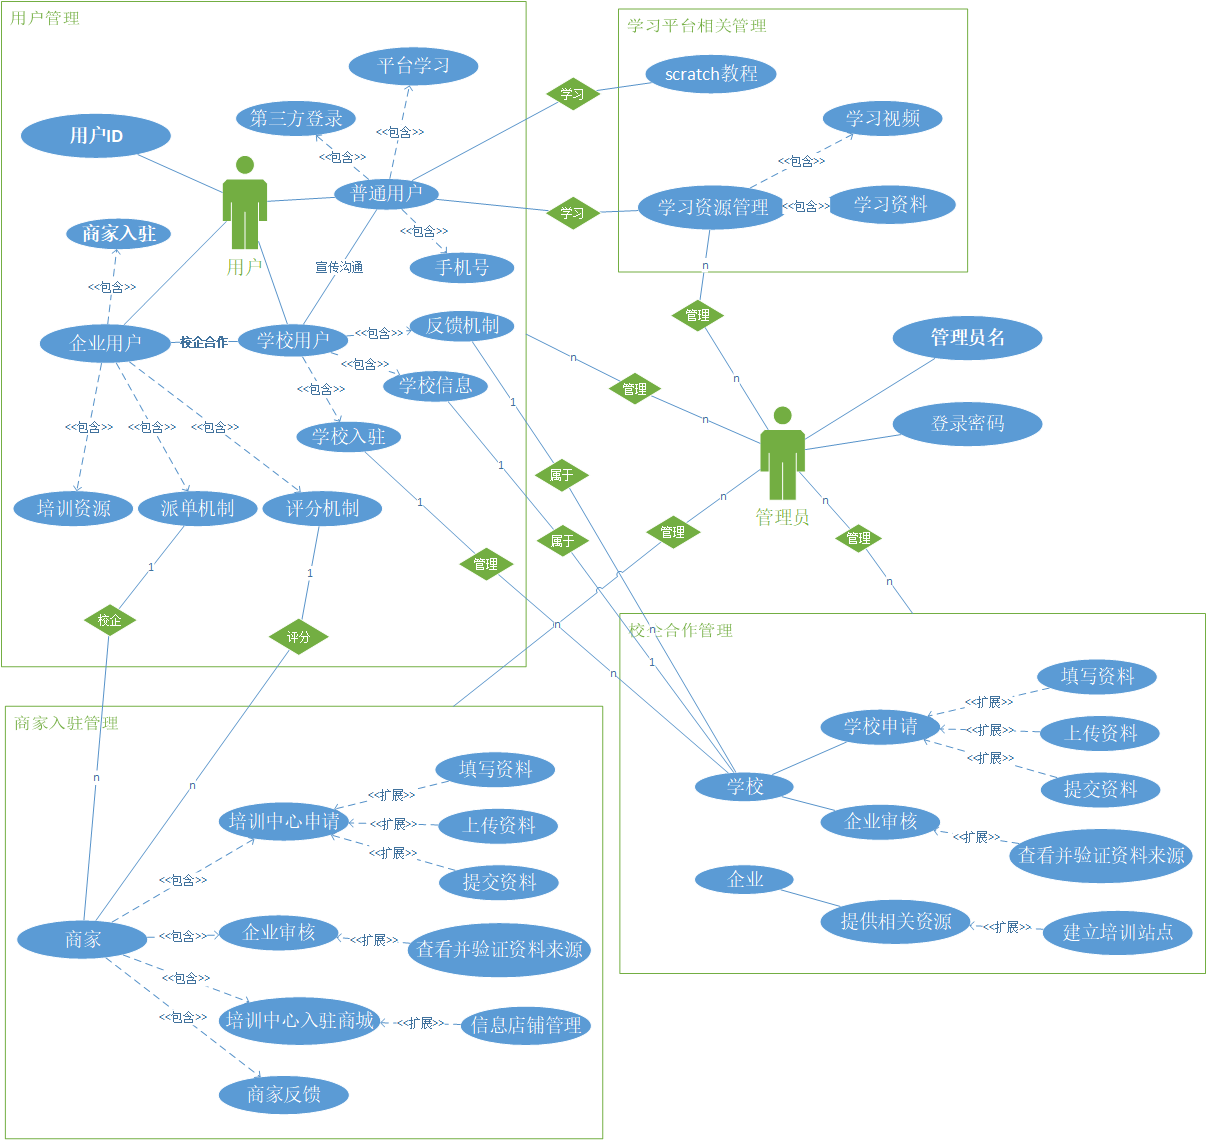 用户管理
平台学习
第三方登录
<<包含>>
<<包含>>
用户ID
普通用户
用户
<<包含>>
手机号
商家入驻
<<包含>>
宣传沟通
企业用户
校企合作
学校用户
<<包含>>
反馈机制
<<包含>>
学校信息
<<包含>>
学校入驻
<<包含>>
<<包含>>
<<包含>>
培训资源
派单机制
评分机制
1
1
校企
评分
n
n
学习
学习
学习平台相关管理
scratch教程
学习视频
<<包含>>
学习资源管理
<<包含>>
学习资料
n
管理
n
n
管理
n
管理员名
登录密码
管理员
1
属于
n
1
属于
1
1
管理
n
n
管理
n
n
管理
n
校企合作管理
填写资料
<<扩展>>
学校申请
<<扩展>>
上传资料
<<扩展>>
提交资料
学校
企业审核
<<扩展>>
查看并验证资料来源
企业
提供相关资源
<<扩展>>
建立培训站点
商家入驻管理
填写资料
<<扩展>>
培训中心申请
<<扩展>>
上传资料
<<扩展>>
提交资料
<<包含>>
商家
<<包含>>
企业审核
<<扩展>>
查看并验证资料来源
<<包含>>
培训中心入驻商城
<<扩展>>
信息店铺管理
<<包含>>
商家反馈